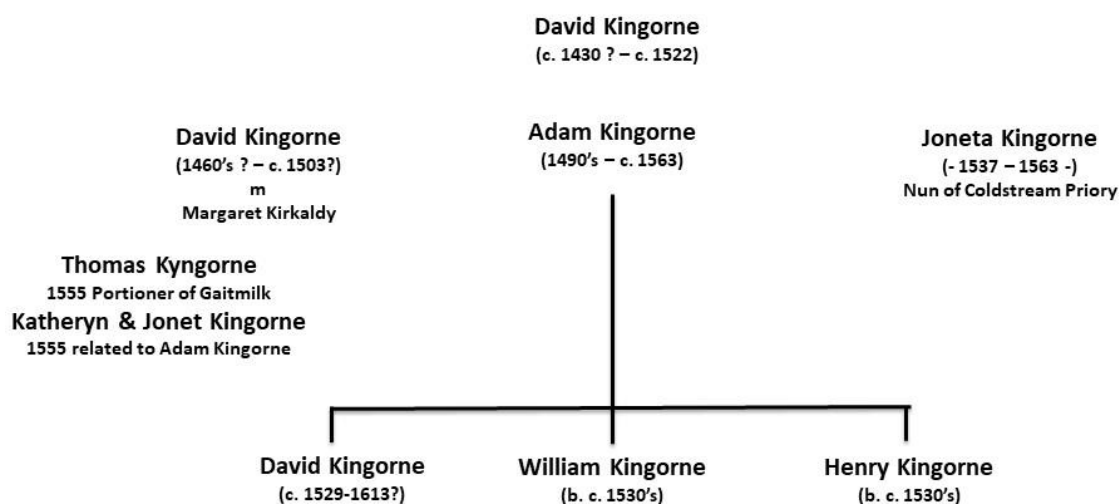 David Kingorne
(c. 1430 ? – c. 1522)
David Kingorne
(1460's ? – c. 1503?)
m
Margaret Kirkaldy
Adam Kingorne
(1490's – c. 1563)
Joneta Kingorne
(- 1537 – 1563 -)
Nun of Coldstream Priory
Thomas Kyngorne
1555 Portioner of Gaitmilk
Katheryn & Jonet Kingorne
1555 related to Adam Kingorne
David Kingorne
(c. 1529-1613?)
William Kingorne
(b. c. 1530's)
Henry Kingorne
(b. c. 1530's)